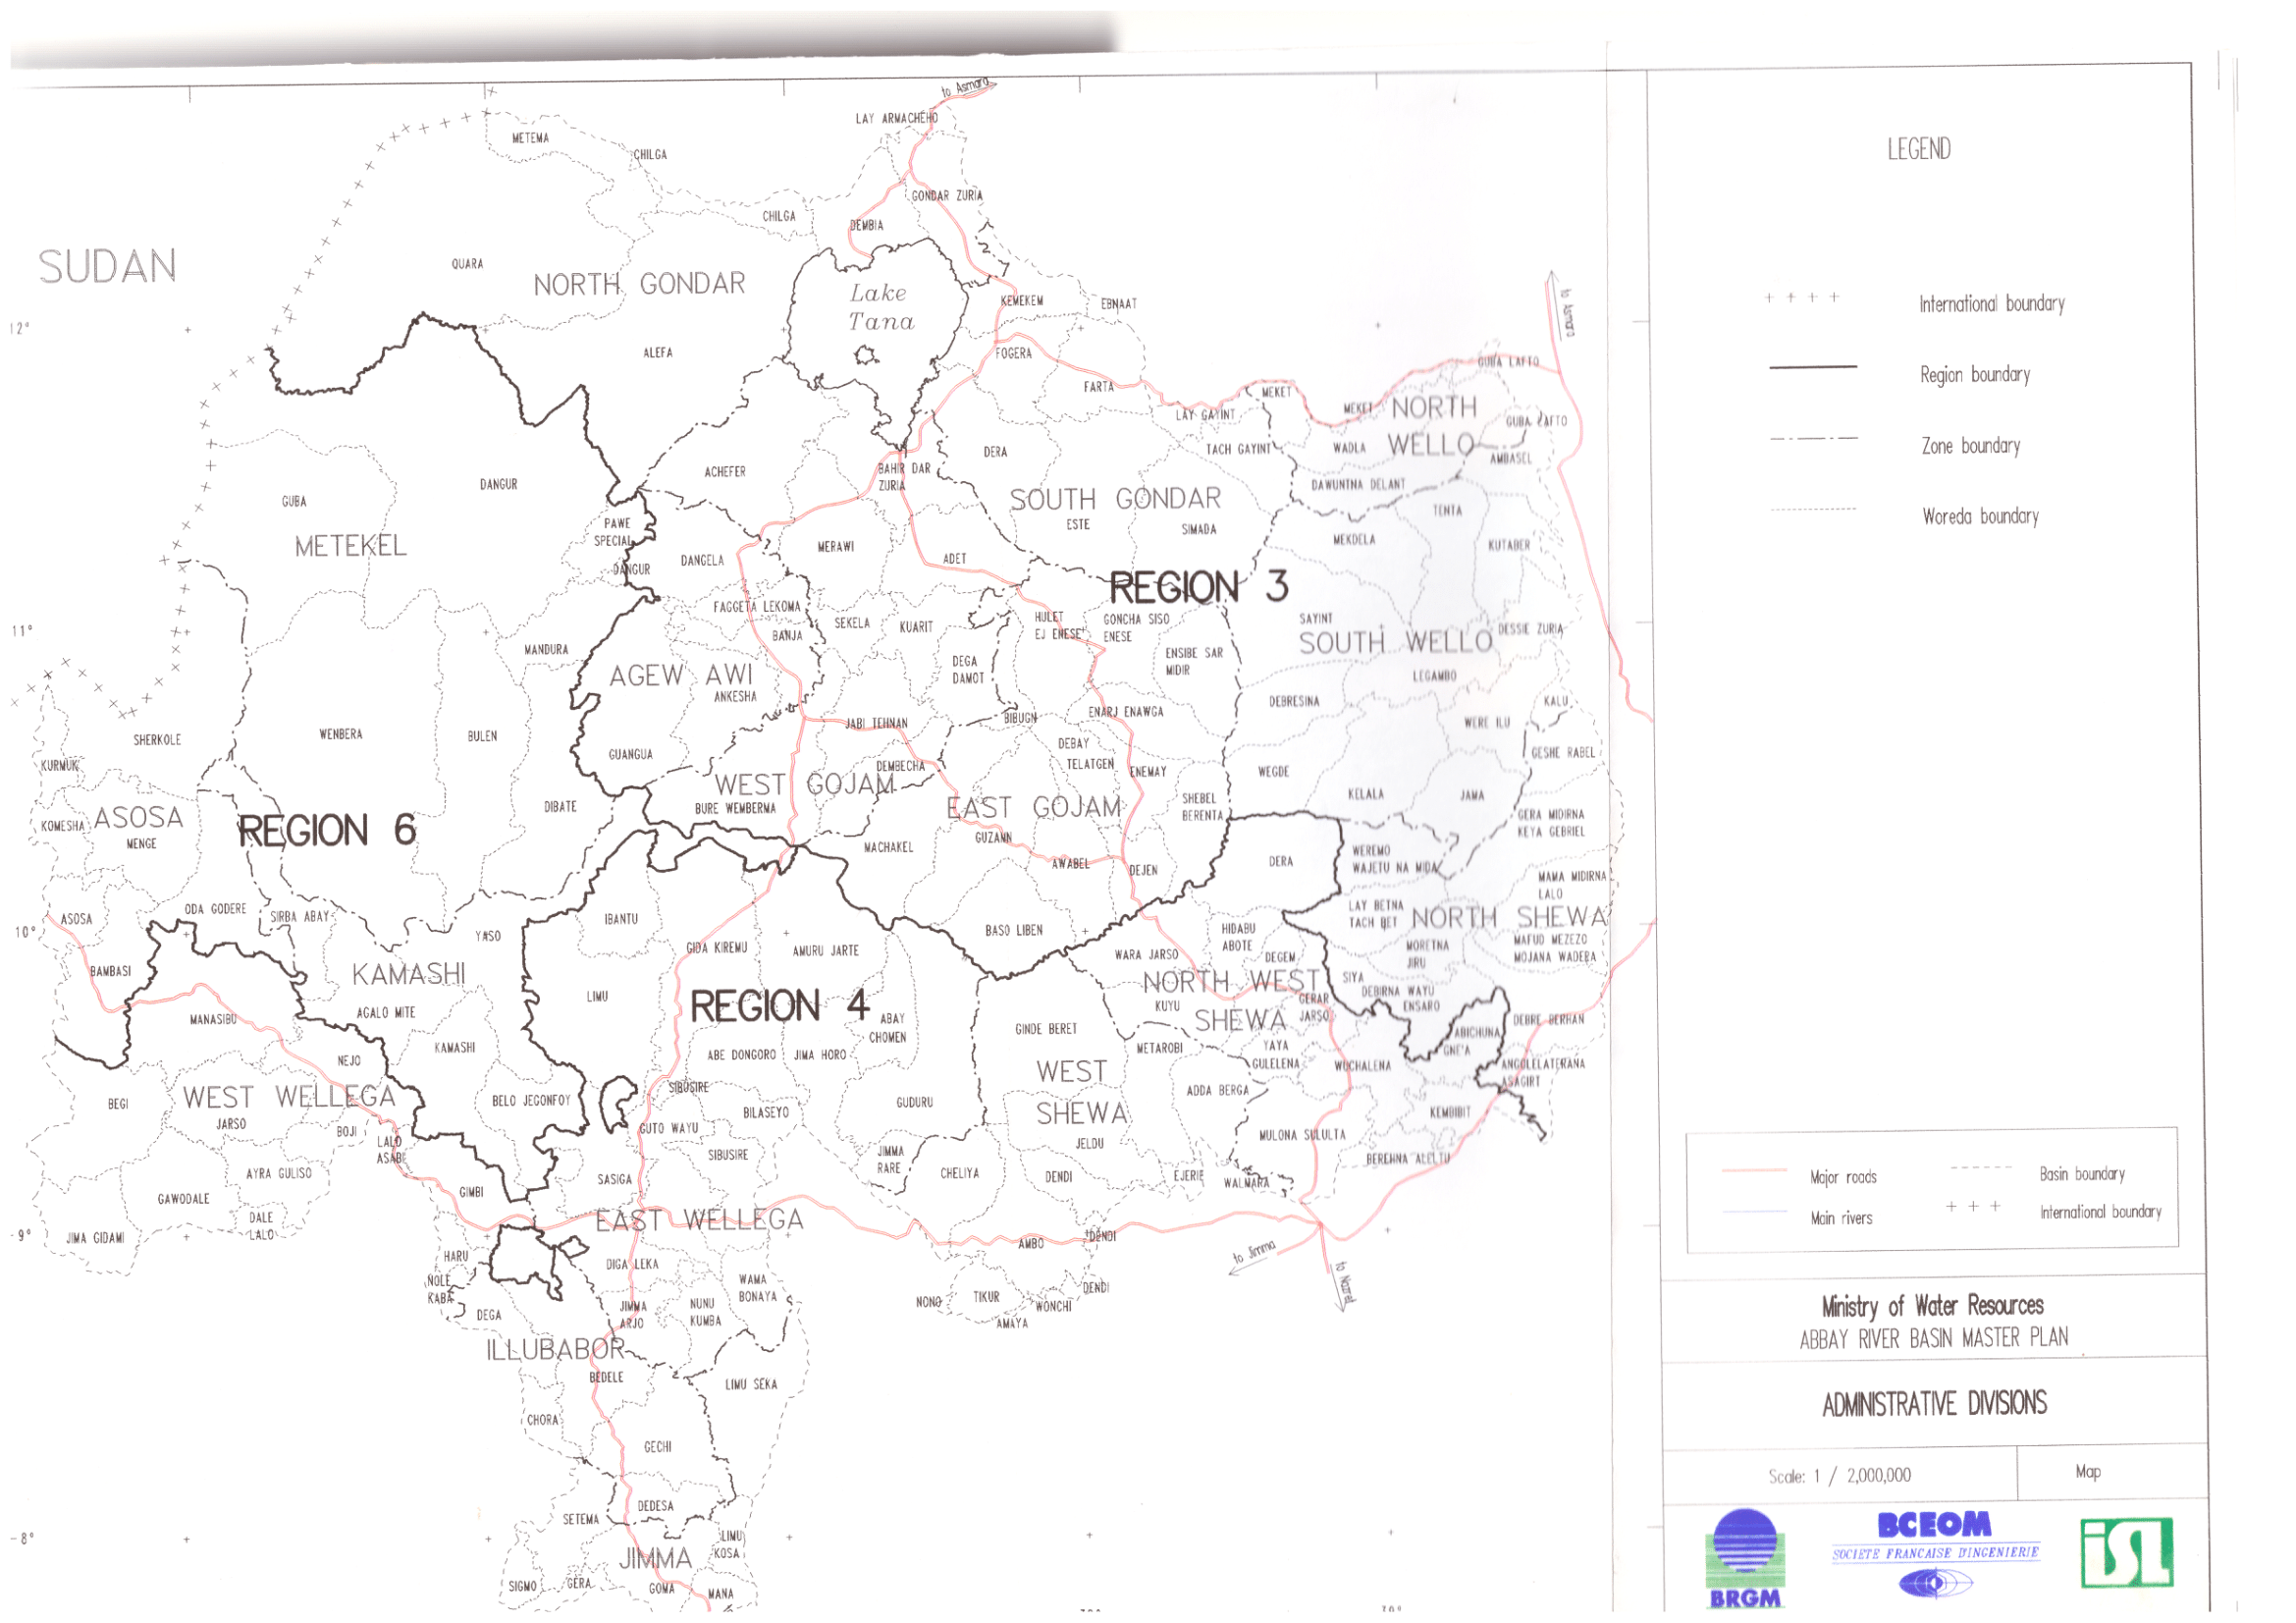 to Asmara
LAY ARMACHEHO
METEMA
CHILGA
GONDAR ZURIA
CHILGA
DEMBIA
SUDAN
QUARA
NORTH GONDAR
Lake
Tana
KEMEKEM
EBNAAT
to Asmara
12°
ALEFA
FOGERA
FARTA
GUBA LAFTO
MEKET
LAY GAYINT
MEKET
NORTH
WELLO
GUBA LAFTO
TACH GAYINT
WADLA
AMBASEL
DERA
ACHEFER
BAHIR DAR
ZURIA
DANGUR
GUBA
DAWUNTNA DELANT
SOUTH GONDAR
ESTE
SIMADA
TENTA
PAWE
SPECIAL
METEKEL
DANGUR
DANGELA
MERAWI
ADET
MEKDELA
KUTABER
REGION 3
FAGGETA LEKOMA
BANJA
SEKELA
KUARIT
HULET
EJ ENESE
GONCHA SISO
ENESE
SAYINT
SOUTH WELLO
DESSIE ZURIA
11°
MANDURA
AGEW AWI
ANKESHA
DEGA
DAMOT
ENSIBE SAR
MIDIR
LEGAMBO
DEBRESINA
KALU
SHERKOLE
WENBERA
BULEN
GUANGUA
JABI TEHNAN
BIBUGN
ENARJ ENAWGA
WERE ILU
GESHE RABEL
KURMUK
DEBAY
TELATGEN
ENEMAY
WEGDE
DEMBECHA
WEST GOJAM
BURE WEMBERMA
EAST GOJAM
SHEBEL
BERENTA
KELALA
JAMA
ASOSA
KOMESHA
MENGE
REGION 6
DIBATE
GUZAMN
MACHAKEL
AWABEL
DEJEN
DERA
GERA MIDIRNA
KEYA GEBRIEL
WEREMO
WAJETU NA MIDA
MAMA MIDIRNA
LALO
ASOSA
ODA GODERE
SIRBA ABAY
IBANTU
LAY BETNA
TACH BET
NORTH SHEWA
10°
YASO
GIDA KIREMU
AMURU JARTE
BASO LIBEN
HIDABU
ABOTE
MORETNA
JIRU
MAFUD MEZEZO
MOJANA WADERA
BAMBASI
KAMASHI
WARA JARSO
DEGEM
NORTH WEST
SHEWA
KUYU
GERAR
JARSO
SIYA
DEBIRNA WAYU
ENSARO
LIMU
REGION 4
MANASIBU
AGALO MITE
ABAY
CHOMEN
GINDE BERET
ABICHUNA
GNE'A
DEBRE BERHAN
NEJO
KAMASHI
ABE DONGORO
JIMA HORO
METAROBI
YAYA
GULELENA
WUCHALENA
ANGOLELATERANA
ASAGIRT
WEST
SHEWA
BEGI
WEST WELLEGA
JARSO
BELO JEGONFOY
SIBUSIRE
BILASEYO
GUDURU
ADDA BERGA
KEMBIBIT
BOJI
LALO
ASABI
GUTO WAYU
SIBUSIRE
JELDU
MULONA SULULTA
BEREHNA ALELTU
AYRA GULISO
GAWODALE
GIMBI
SASIGA
JIMMA
RARE
CHELIYA
DENDI
EJERIE
WALMARA
DALE
LALO
EAST WELLEGA
JIMA GIDAMI
9°
HARU
AMBO
DENDI
to Jimma
to Nazret
NOLE
KABA
DEGA
DIGA LEKA
WAMA
BONAYA
JIMMA
ARJO
NUNU
KUMBA
NONO
TIKUR
WONCHI
DENDI
AMAYA
ILLUBABOR
BEDELE
LIMU SEKA
CHORA
GECHI
DEDESA
SETEMA
8°
LIMU
KOSA
JIMMA
SIGMO
GERA
GOMA
MANA
LEGEND
International boundary
Region boundary
Zone boundary
Woreda boundary
Major roads
Basin boundary
Main rivers
International boundary
Ministry of Water Resources
ABBAY RIVER BASIN MASTER PLAN
ADMINISTRATIVE DIVISIONS
Scale: 1 / 2,000,000
Map
BRGM
BCEOM
SOCIETE FRANCAISE D'INGENIERIE
iSL